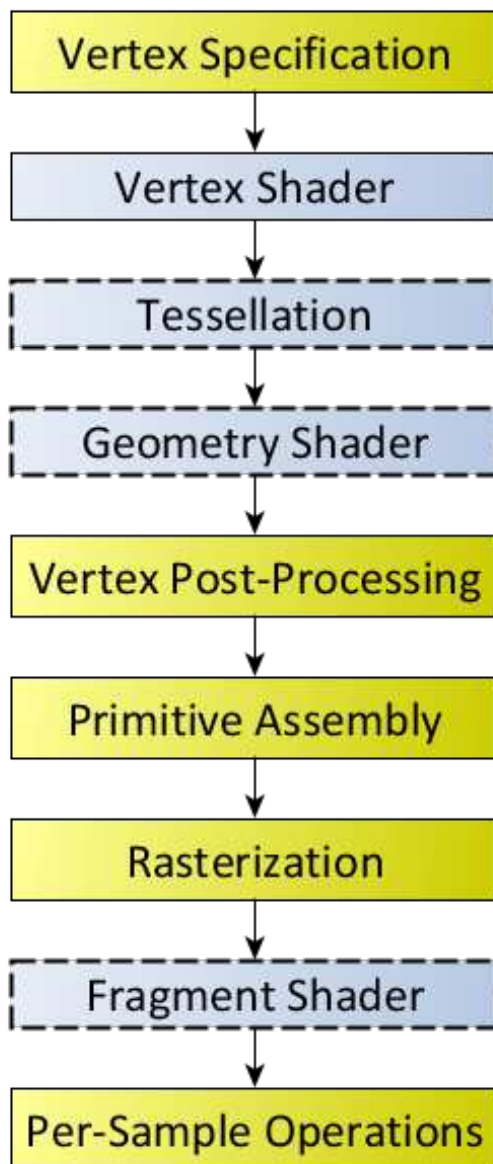 Vertex Specification
Vertex Shader
Tessellation
Geometry Shader
Vertex Post-Processing
Primitive Assembly
Rasterization
Fragment Shader
Per-Sample Operations